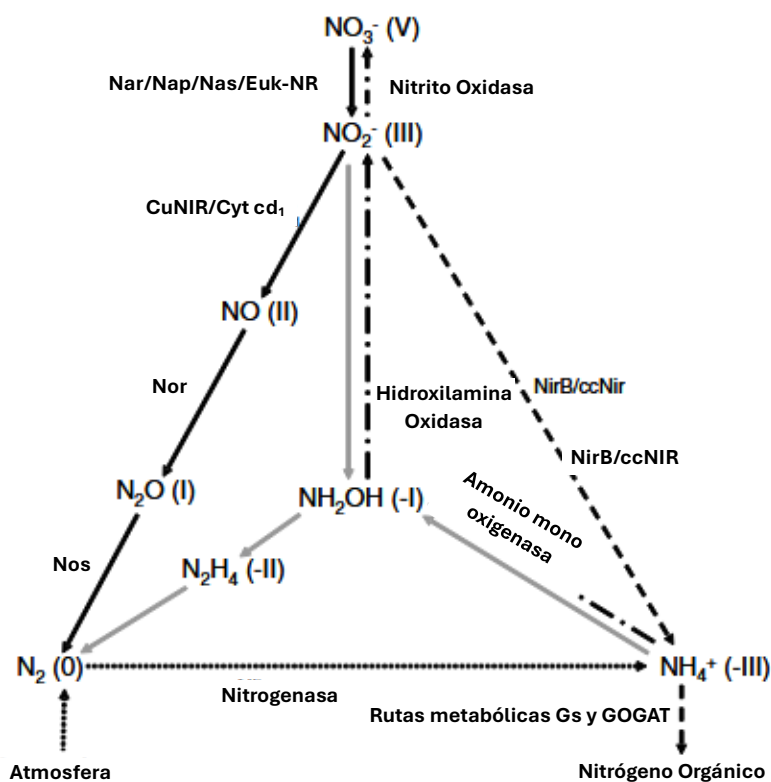 NO₃⁻ (V)
Nar/Nap/Nas/Euk-NR
Nitrito Oxidasa
NO₂⁻ (III)
CuNIR/Cyt cd₁
NO (II)
Nor
Hidroxilamina
Oxidasa
NirB/ccNir
NirB/ccNIR
N₂O (I)
NH₂OH (-I)
Amonio mono
oxigenasa
Nos
N₂H₄ (-II)
N₂ (0)
NH₄⁺ (-III)
Nitrogenasa
Rutas metabólicas Gs y GOGAT
Atmosfera
Nitrógeno Orgánico